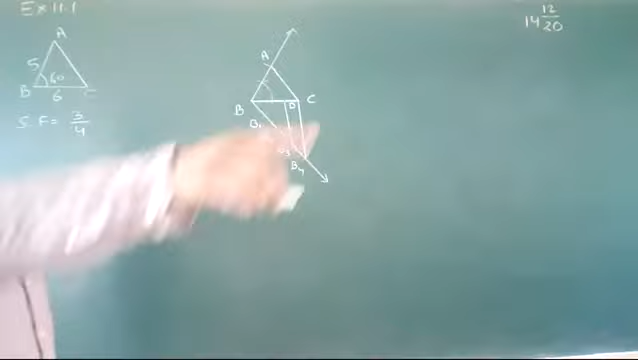 Ex 11.1
14 12/20
A
5
60
B 6 C
S.F = 3/4
A
B
C
B₁
B₄